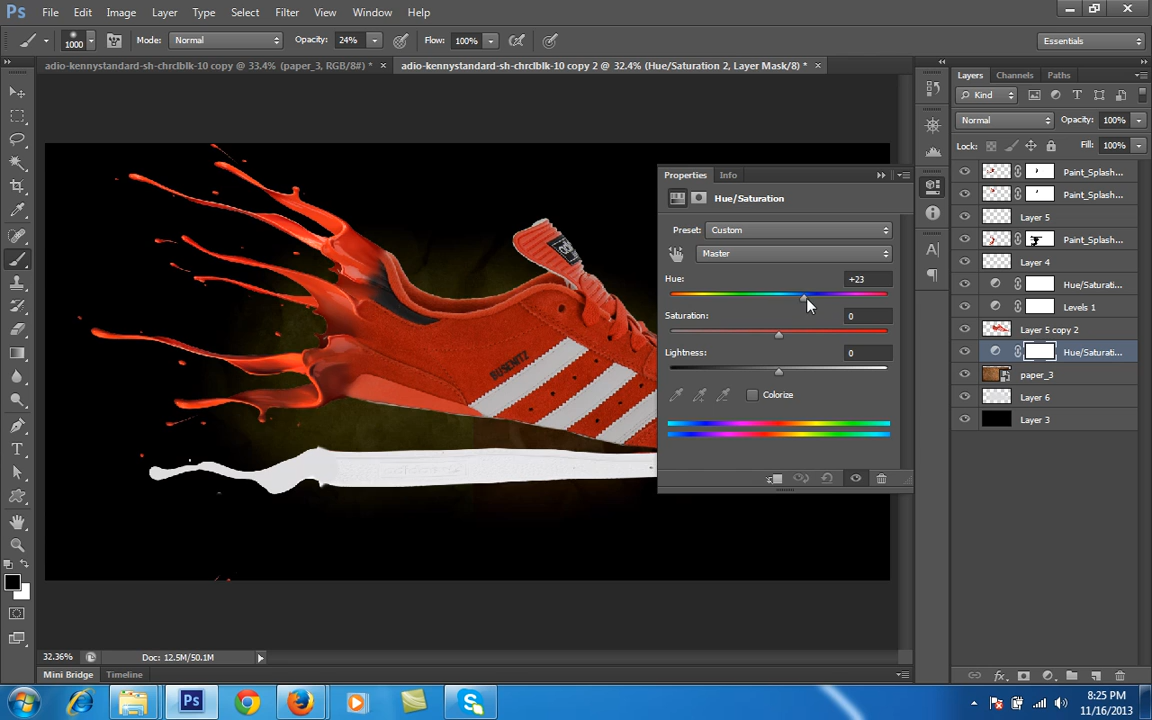 Ps File Edit Image Layer Type Select Filter View Window Help
1000 Mode: Normal Opacity: 24% Flow: 100% Essentials
adio-kennystandard-sh-chrclblk-10 copy @ 33.4% (paper_3, RGB/8#) * × adio-kennystandard-sh-chrclblk-10 copy 2 @ 32.4% (Hue/Saturation 2, Layer Mask/8) * ×
Layers Channels Paths
Kind
Normal Opacity: 100%
Lock: Fill: 100%
Paint_Splash...
Paint_Splash...
Layer 5
Paint_Splash...
Layer 4
Hue/Saturati...
Levels 1
Layer 5 copy 2
Hue/Saturati...
paper_3
Layer 6
Layer 3
Properties Info
Hue/Saturation
Preset: Custom
Master
Hue: +23
Saturation: 0
Lightness: 0
Colorize
BUSENITZ
32.36% Doc: 12.5M/50.1M
Mini Bridge Timeline
Ps
8:25 PM
11/16/2013